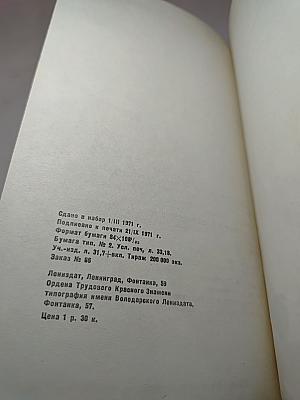 Сдано в набор 1/III 1971 г.
Подписано к печати 21/IX 1971 г.
Формат бумаги 84×108¹/₃₂.
Бумага тип. № 2. Усл. печ. л. 33,18.
Уч.-изд. л. 31,7+вкл. Тираж 200 000 экз.
Заказ № 86
Лениздат, Ленинград, Фонтанка, 59
Ордена Трудового Красного Знамени
типография имени Володарского Лениздата,
Фонтанка, 57.
Цена 1 р. 30 к.